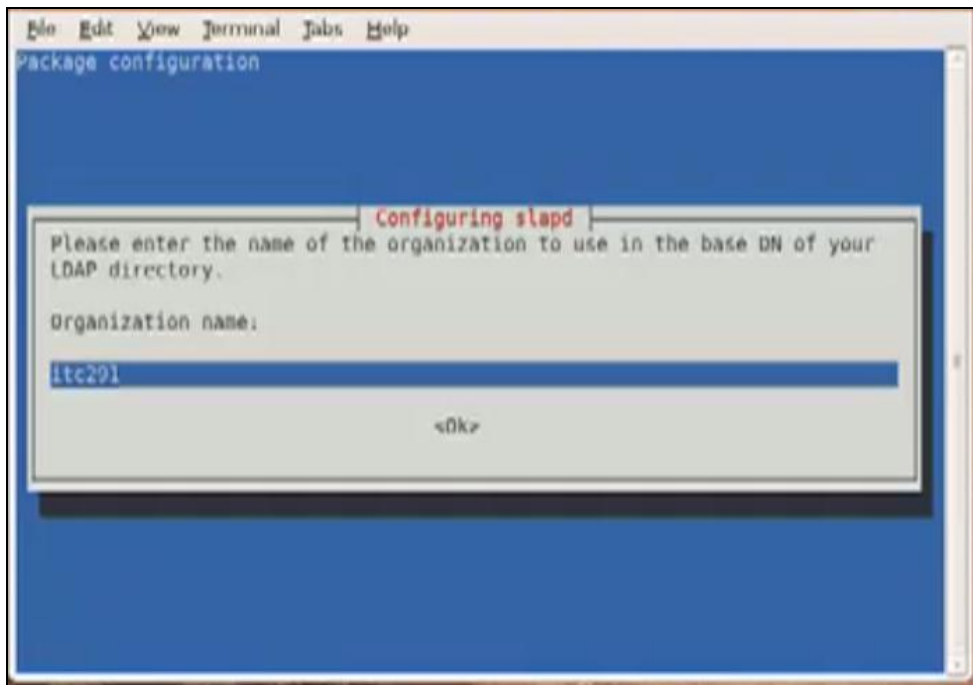 File Edit View Terminal Tabs Help
Package configuration
Configuring slapd
Please enter the name of the organization to use in the base DN of your
LDAP directory.
Organization name:
itc291
<Ok>